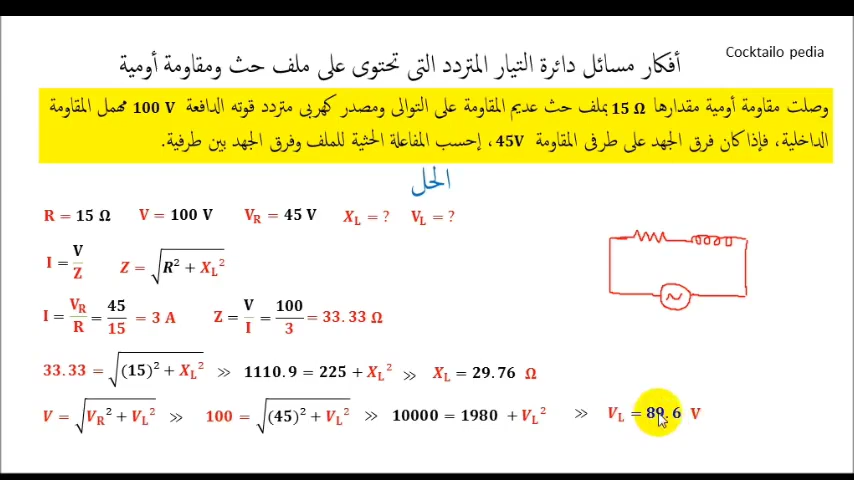 Cocktailo pedia
أفكار مسائل دائرة التيار المتردد التى تحتوى على ملف حث ومقاومة أومية
وصلت مقاومة أومية مقدارها 15 Ω بملف حث عديم المقاومة على التوالى ومصدر كهربى متردد قوته الدافعة 100 V مهمل المقاومة
الداخلية، فإذا كان فرق الجهد على طرفى المقاومة 45V ، إحسب المفاعلة الحثية للملف وفرق الجهد بين طرفية.
الحل
R = 15 Ω V = 100 V V_R = 45 V X_L = ? V_L = ?
I = V/Z Z = √(R² + X_L²)
I = V_R/R = 45/15 = 3 A Z = V/I = 100/3 = 33.33 Ω
33.33 = √((15)² + X_L²) ≫ 1110.9 = 225 + X_L² ≫ X_L = 29.76 Ω
V = √(V_R² + V_L²) ≫ 100 = √((45)² + V_L²) ≫ 10000 = 1980 + V_L² ≫ V_L = 89.6 V